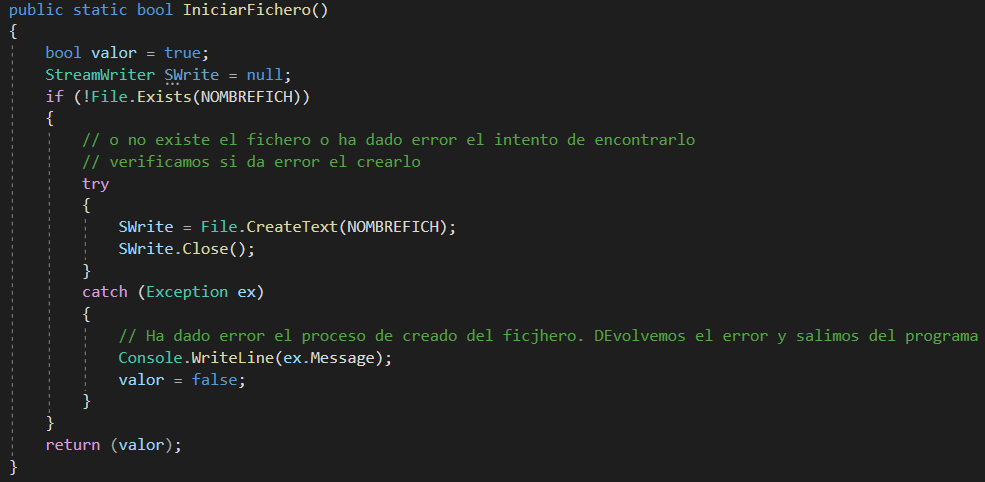 public static bool IniciarFichero()
{
bool valor = true;
StreamWriter SWrite = null;
if (!File.Exists(NOMBREFICH))
{
// o no existe el fichero o ha dado error el intento de encontrarlo
// verificamos si da error el crearlo
try
{
SWrite = File.CreateText(NOMBREFICH);
SWrite.Close();
}
catch (Exception ex)
{
// Ha dado error el proceso de creado del ficjhero. DEvolvemos el error y salimos del programa
Console.WriteLine(ex.Message);
valor = false;
}
}
return (valor);
}